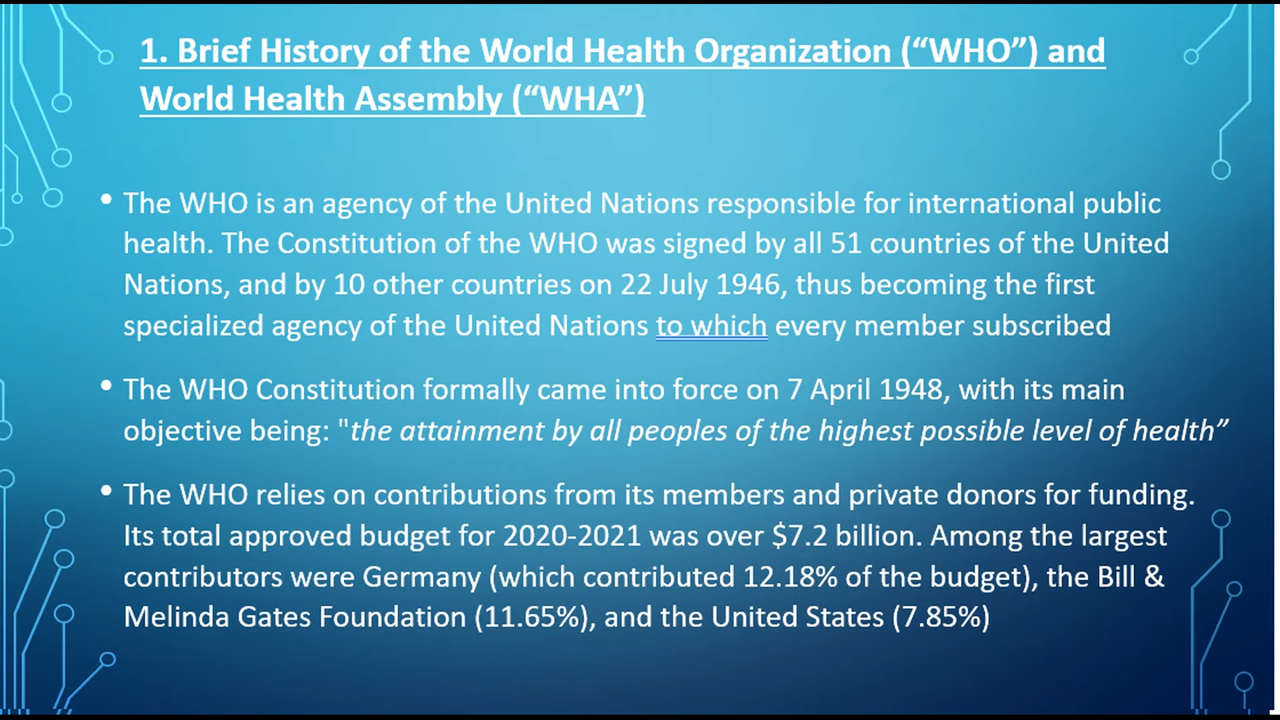 1. Brief History of the World Health Organization (“WHO”) and
World Health Assembly (“WHA”)
• The WHO is an agency of the United Nations responsible for international public
health. The Constitution of the WHO was signed by all 51 countries of the United
Nations, and by 10 other countries on 22 July 1946, thus becoming the first
specialized agency of the United Nations to which every member subscribed
• The WHO Constitution formally came into force on 7 April 1948, with its main
objective being: "the attainment by all peoples of the highest possible level of health”
• The WHO relies on contributions from its members and private donors for funding.
Its total approved budget for 2020-2021 was over $7.2 billion. Among the largest
contributors were Germany (which contributed 12.18% of the budget), the Bill &
Melinda Gates Foundation (11.65%), and the United States (7.85%)